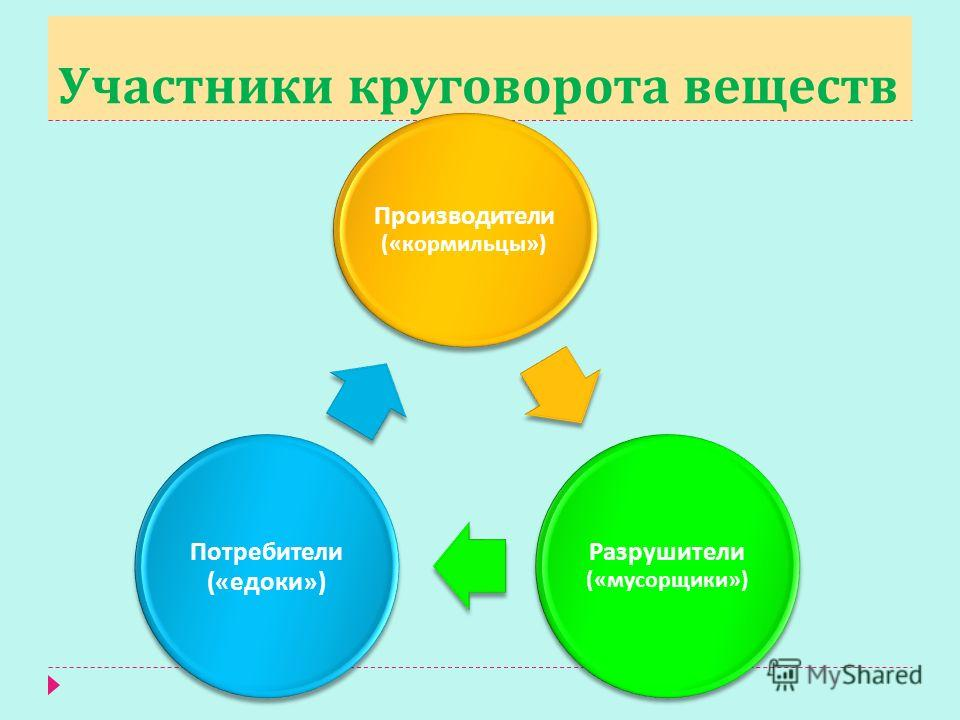 Участники круговорота веществ
Производители
(«кормильцы»)
Потребители
(«едоки»)
Разрушители
(«мусорщики»)
MyShared